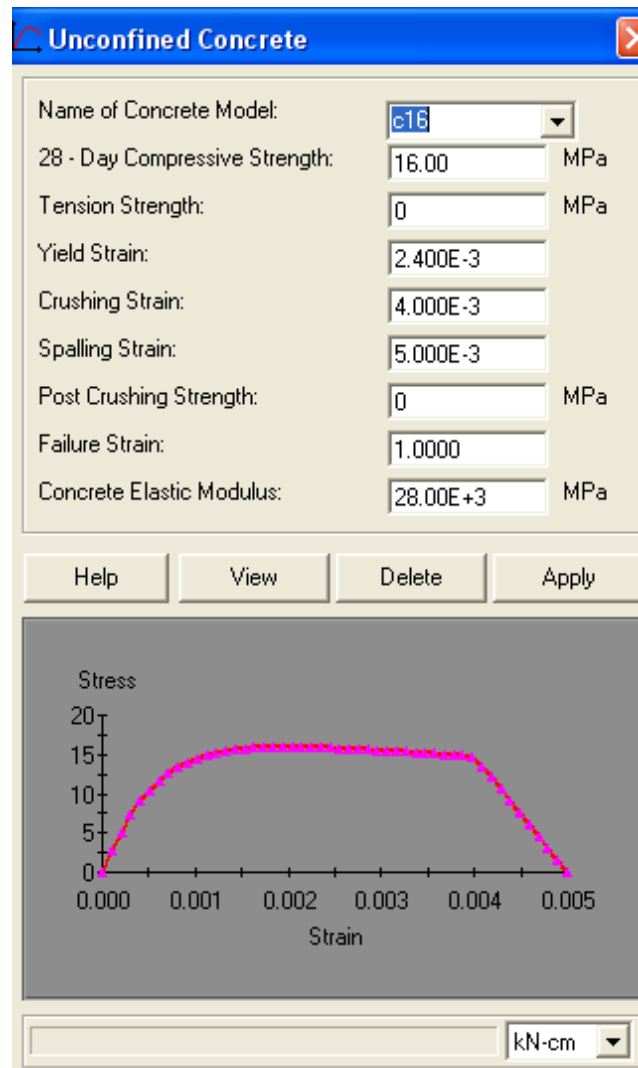 Unconfined Concrete
Name of Concrete Model: c16
28 - Day Compressive Strength: 16.00 MPa
Tension Strength: 0 MPa
Yield Strain: 2.400E-3
Crushing Strain: 4.000E-3
Spalling Strain: 5.000E-3
Post Crushing Strength: 0 MPa
Failure Strain: 1.0000
Concrete Elastic Modulus: 28.00E+3 MPa
Help View Delete Apply
Stress
20
15
10
5
0
0.000 0.001 0.002 0.003 0.004 0.005
Strain
kN-cm